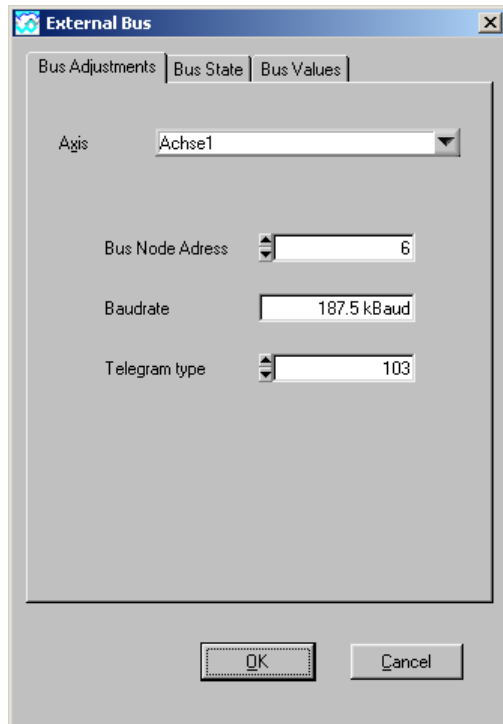 External Bus
Bus Adjustments Bus State Bus Values
Axis Achse1
Bus Node Adress 6
Baudrate 187.5 kBaud
Telegram type 103
OK Cancel